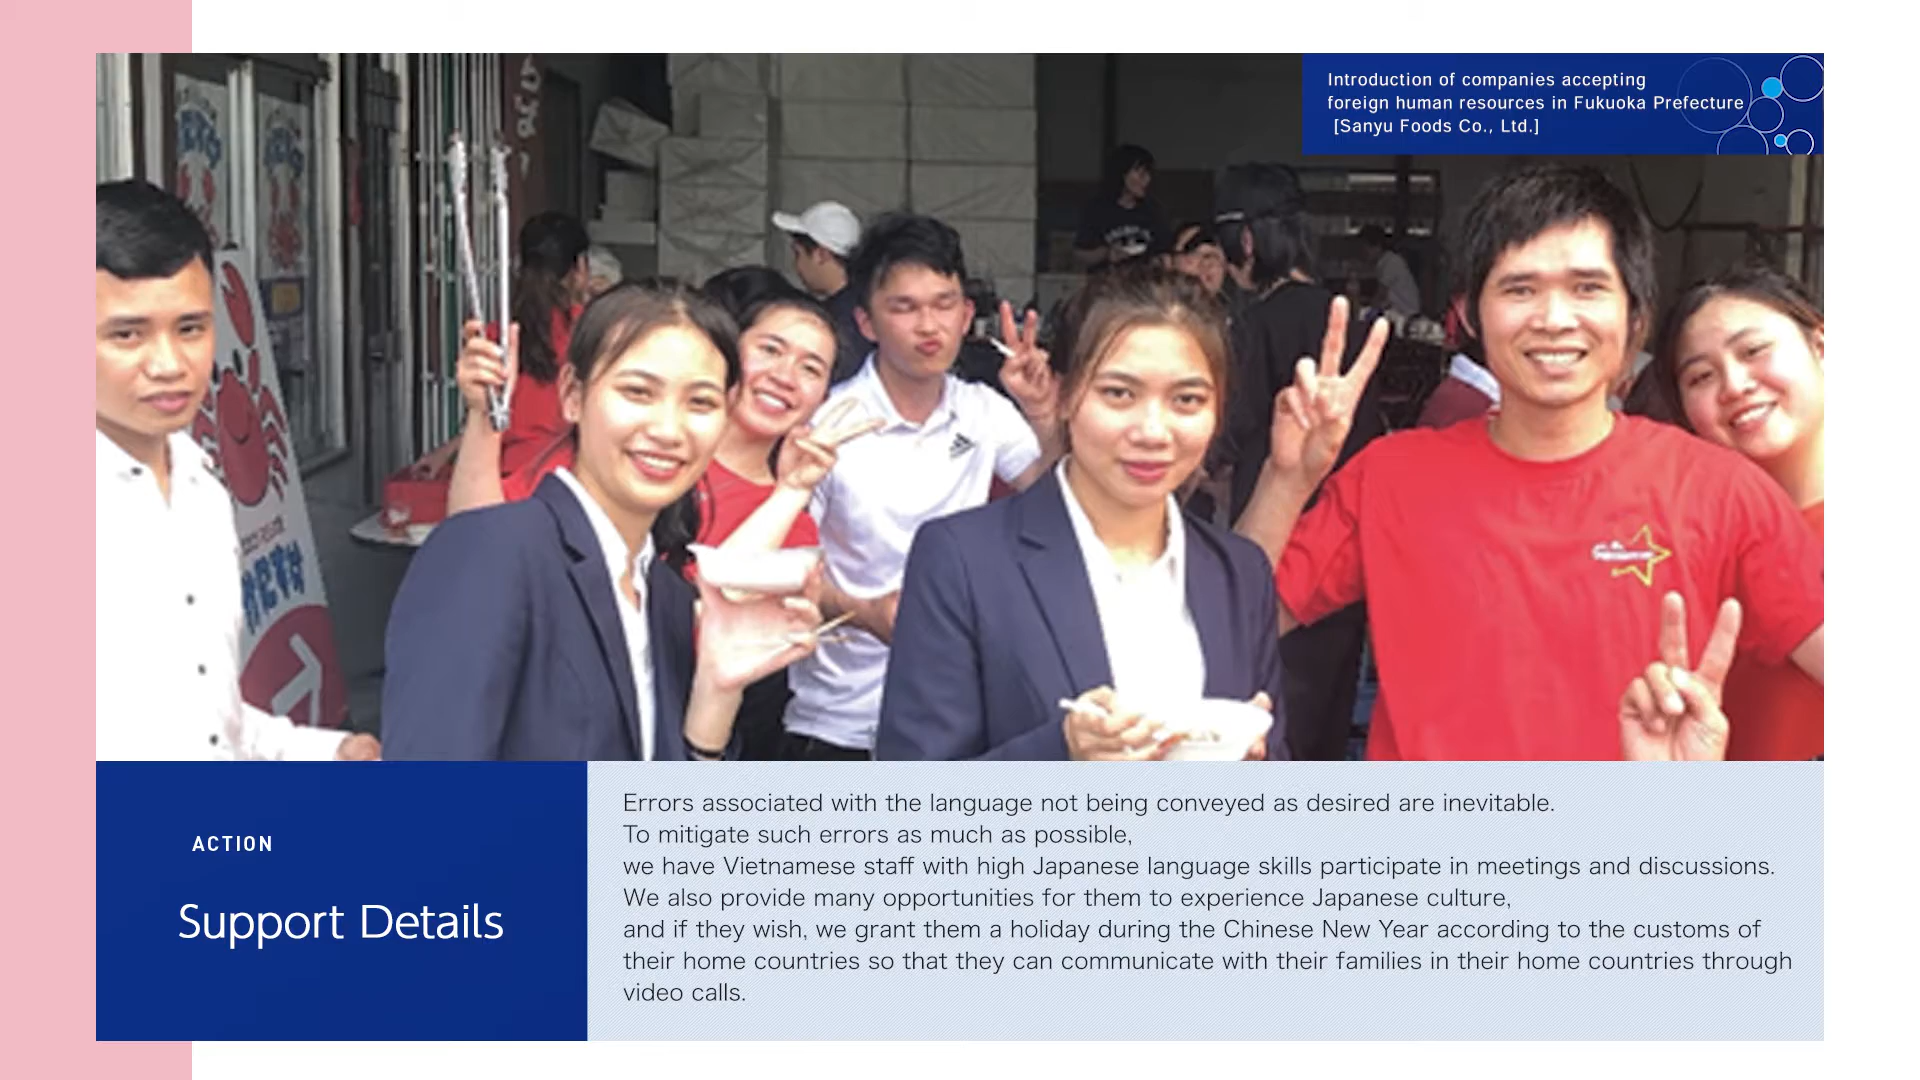 Introduction of companies accepting
foreign human resources in Fukuoka Prefecture
[Sanyu Foods Co., Ltd.]
ACTION
Support Details
Errors associated with the language not being conveyed as desired are inevitable.
To mitigate such errors as much as possible,
we have Vietnamese staff with high Japanese language skills participate in meetings and discussions.
We also provide many opportunities for them to experience Japanese culture,
and if they wish, we grant them a holiday during the Chinese New Year according to the customs of
their home countries so that they can communicate with their families in their home countries through
video calls.